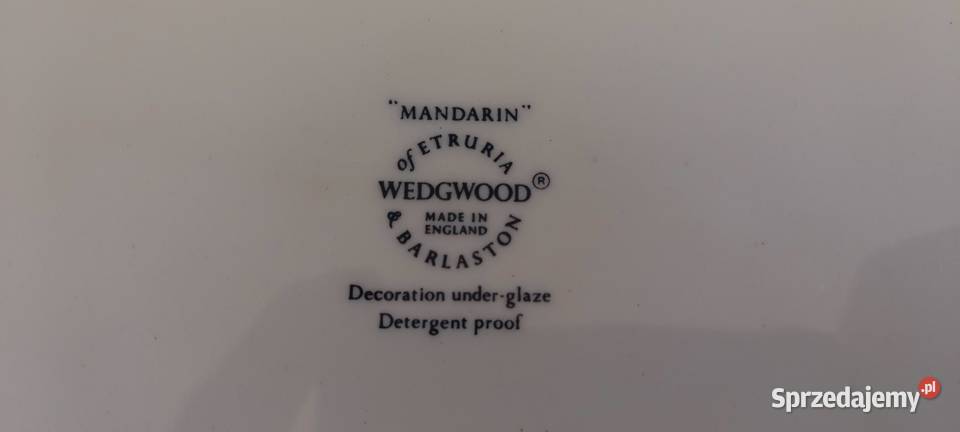 "MANDARIN"
of ETRURIA
WEDGWOOD®
MADE IN
ENGLAND
& BARLASTON
Decoration under-glaze
Detergent proof
Sprzedajemy.pl